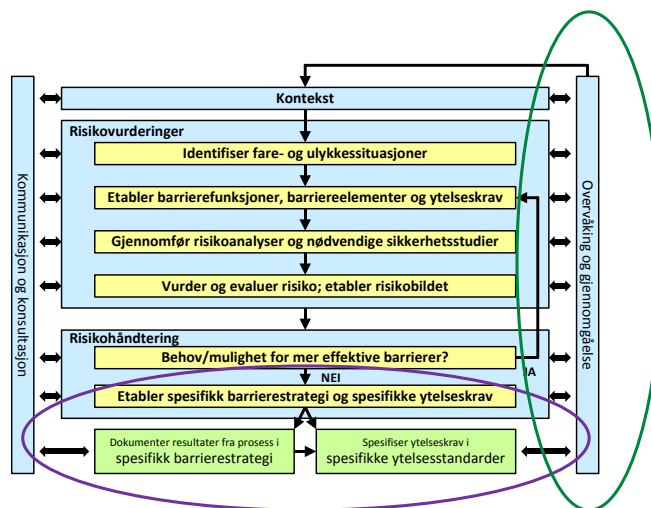 Kontekst
Risikovurderinger
Identifiser fare- og ulykkessituasjoner
Etabler barrierefunksjoner, barriereelementer og ytelseskrav
Gjennomfør risikoanalyser og nødvendige sikkerhetsstudier
Vurder og evaluer risiko; etabler risikobildet
Risikohåndtering
Behov/mulighet for mer effektive barrierer?
JA
NEI
Etabler spesifikk barrierestrategi og spesifikke ytelseskrav
Dokumenter resultater fra prosess i
spesifikk barrierestrategi
Spesifiser ytelseskrav i
spesifikke ytelsesstandarder
Kommunikasjon og konsultasjon
Overvåking og gjennomgåelse